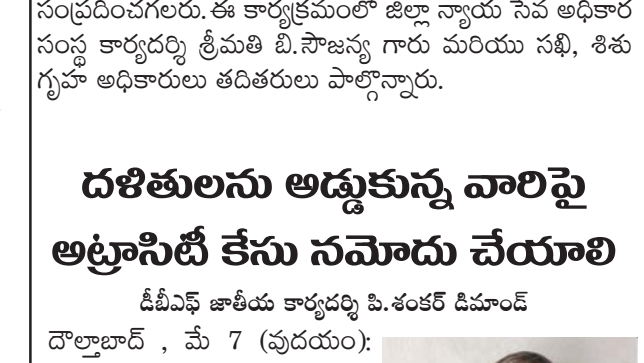 సంప్రదించగలరు.ఈ కార్యక్రమంలో జిల్లా న్యాయ సేవ అధికార
సంస్థ కార్యదర్శి శ్రీమతి బి.సౌజన్య గారు మరియు సఖి, శిశు
గృహ అధికారులు తదితరులు పాల్గొన్నారు.
దళితులను అడ్డుకున్న వారిపై
అట్రాసిటీ కేసు నమోదు చేయాలి
డీబీఎఫ్ జాతీయ కార్యదర్శి పి.శంకర్ డిమాండ్
దౌల్తాబాద్ , మే 7 (వుదయం):